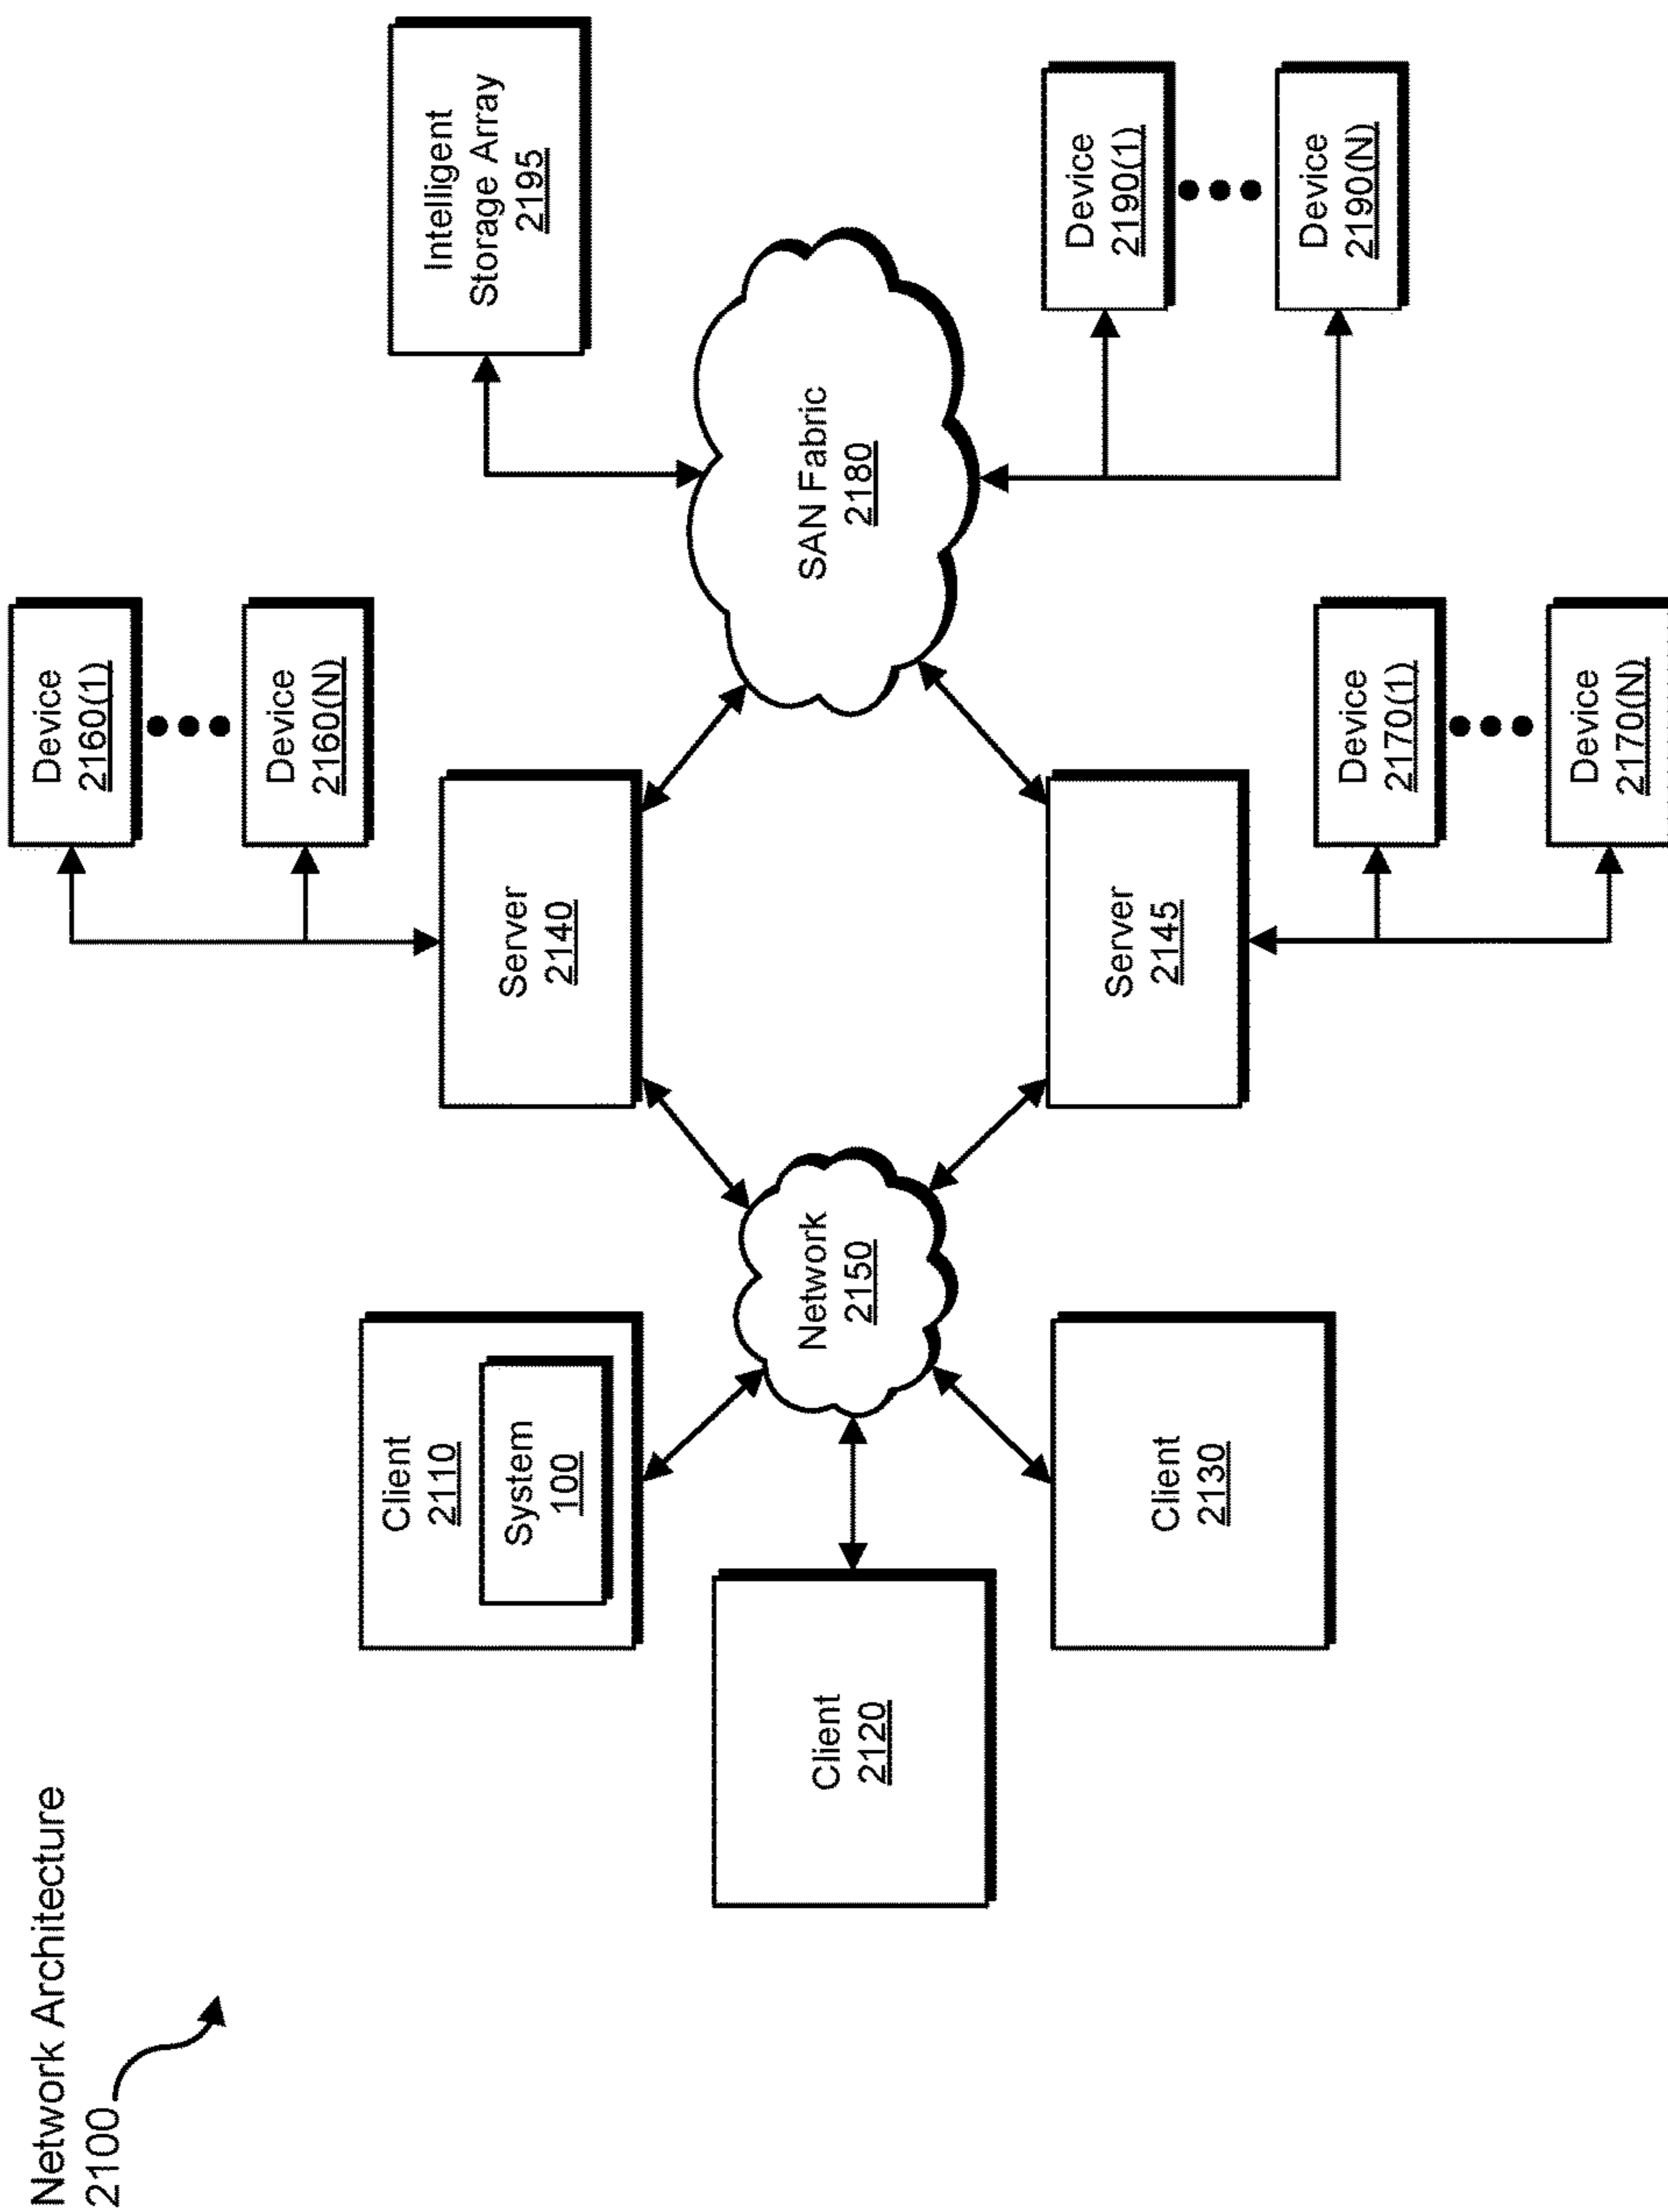 Network Architecture
2100
Client
2110
System
100
Client
2120
Client
2130
Network
2150
Server
2140
Server
2145
Device
2160(1)
Device
2160(N)
Device
2170(1)
Device
2170(N)
SAN Fabric
2180
Intelligent
Storage Array
2195
Device
2190(1)
Device
2190(N)